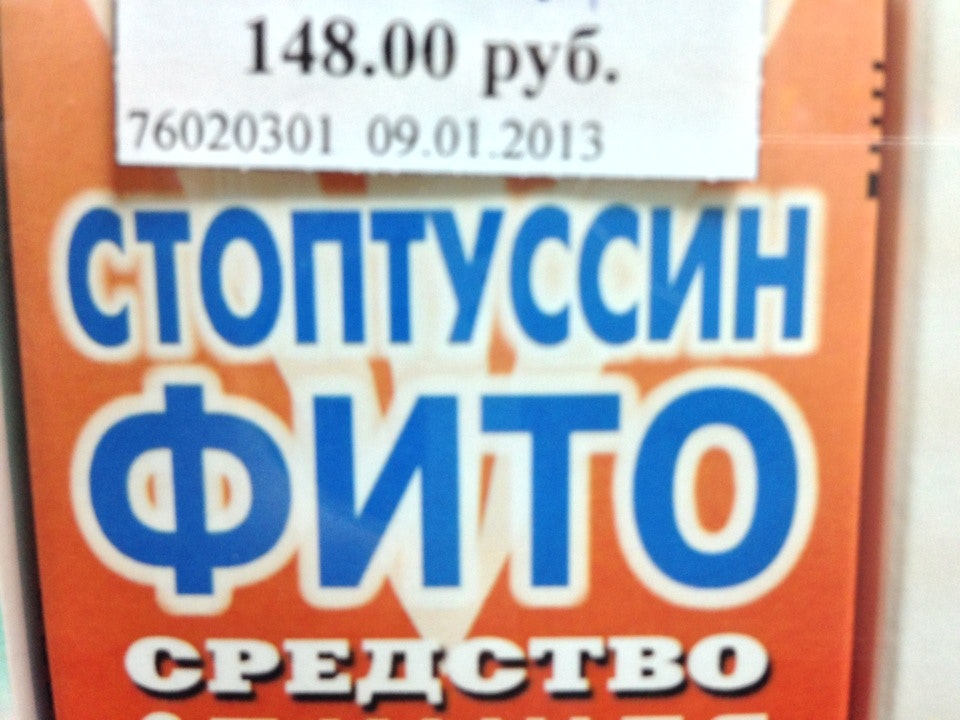 148.00 руб.
76020301 09.01.2013
СТОПТУССИН
ФИТО
СРЕДСТВО